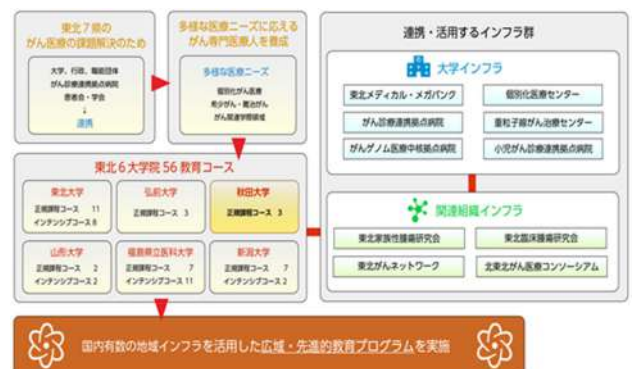 東北７県の
がん医療の課題解決のため
大学、行政、職能団体
がん診療連携拠点病院
患者会・学会
↓
連携
多様な医療ニーズに応える
がん専門医療人を養成
多様な医療ニーズ
個別化がん医療
希少がん・難治がん
がん関連学際領域
東北６大学院 56 教育コース
東北大学
正規課程コース 11
インテンシブコース 8
弘前大学
正規課程コース 3
秋田大学
正規課程コース 3
山形大学
正規課程コース 2
インテンシブコース 2
福島県立医科大学
正規課程コース 7
インテンシブコース 11
新潟大学
正規課程コース 7
インテンシブコース 2
連携・活用するインフラ群
大学インフラ
東北メディカル・メガバンク
個別化医療センター
がん診療連携拠点病院
重粒子線がん治療センター
がんゲノム医療中核拠点病院
小児がん診療連携拠点病院
関連組織インフラ
東北家族性腫瘍研究会
東北臨床腫瘍研究会
東北がんネットワーク
北東北がん医療コンソーシアム
国内有数の地域インフラを活用した広域・先進的教育プログラムを実施